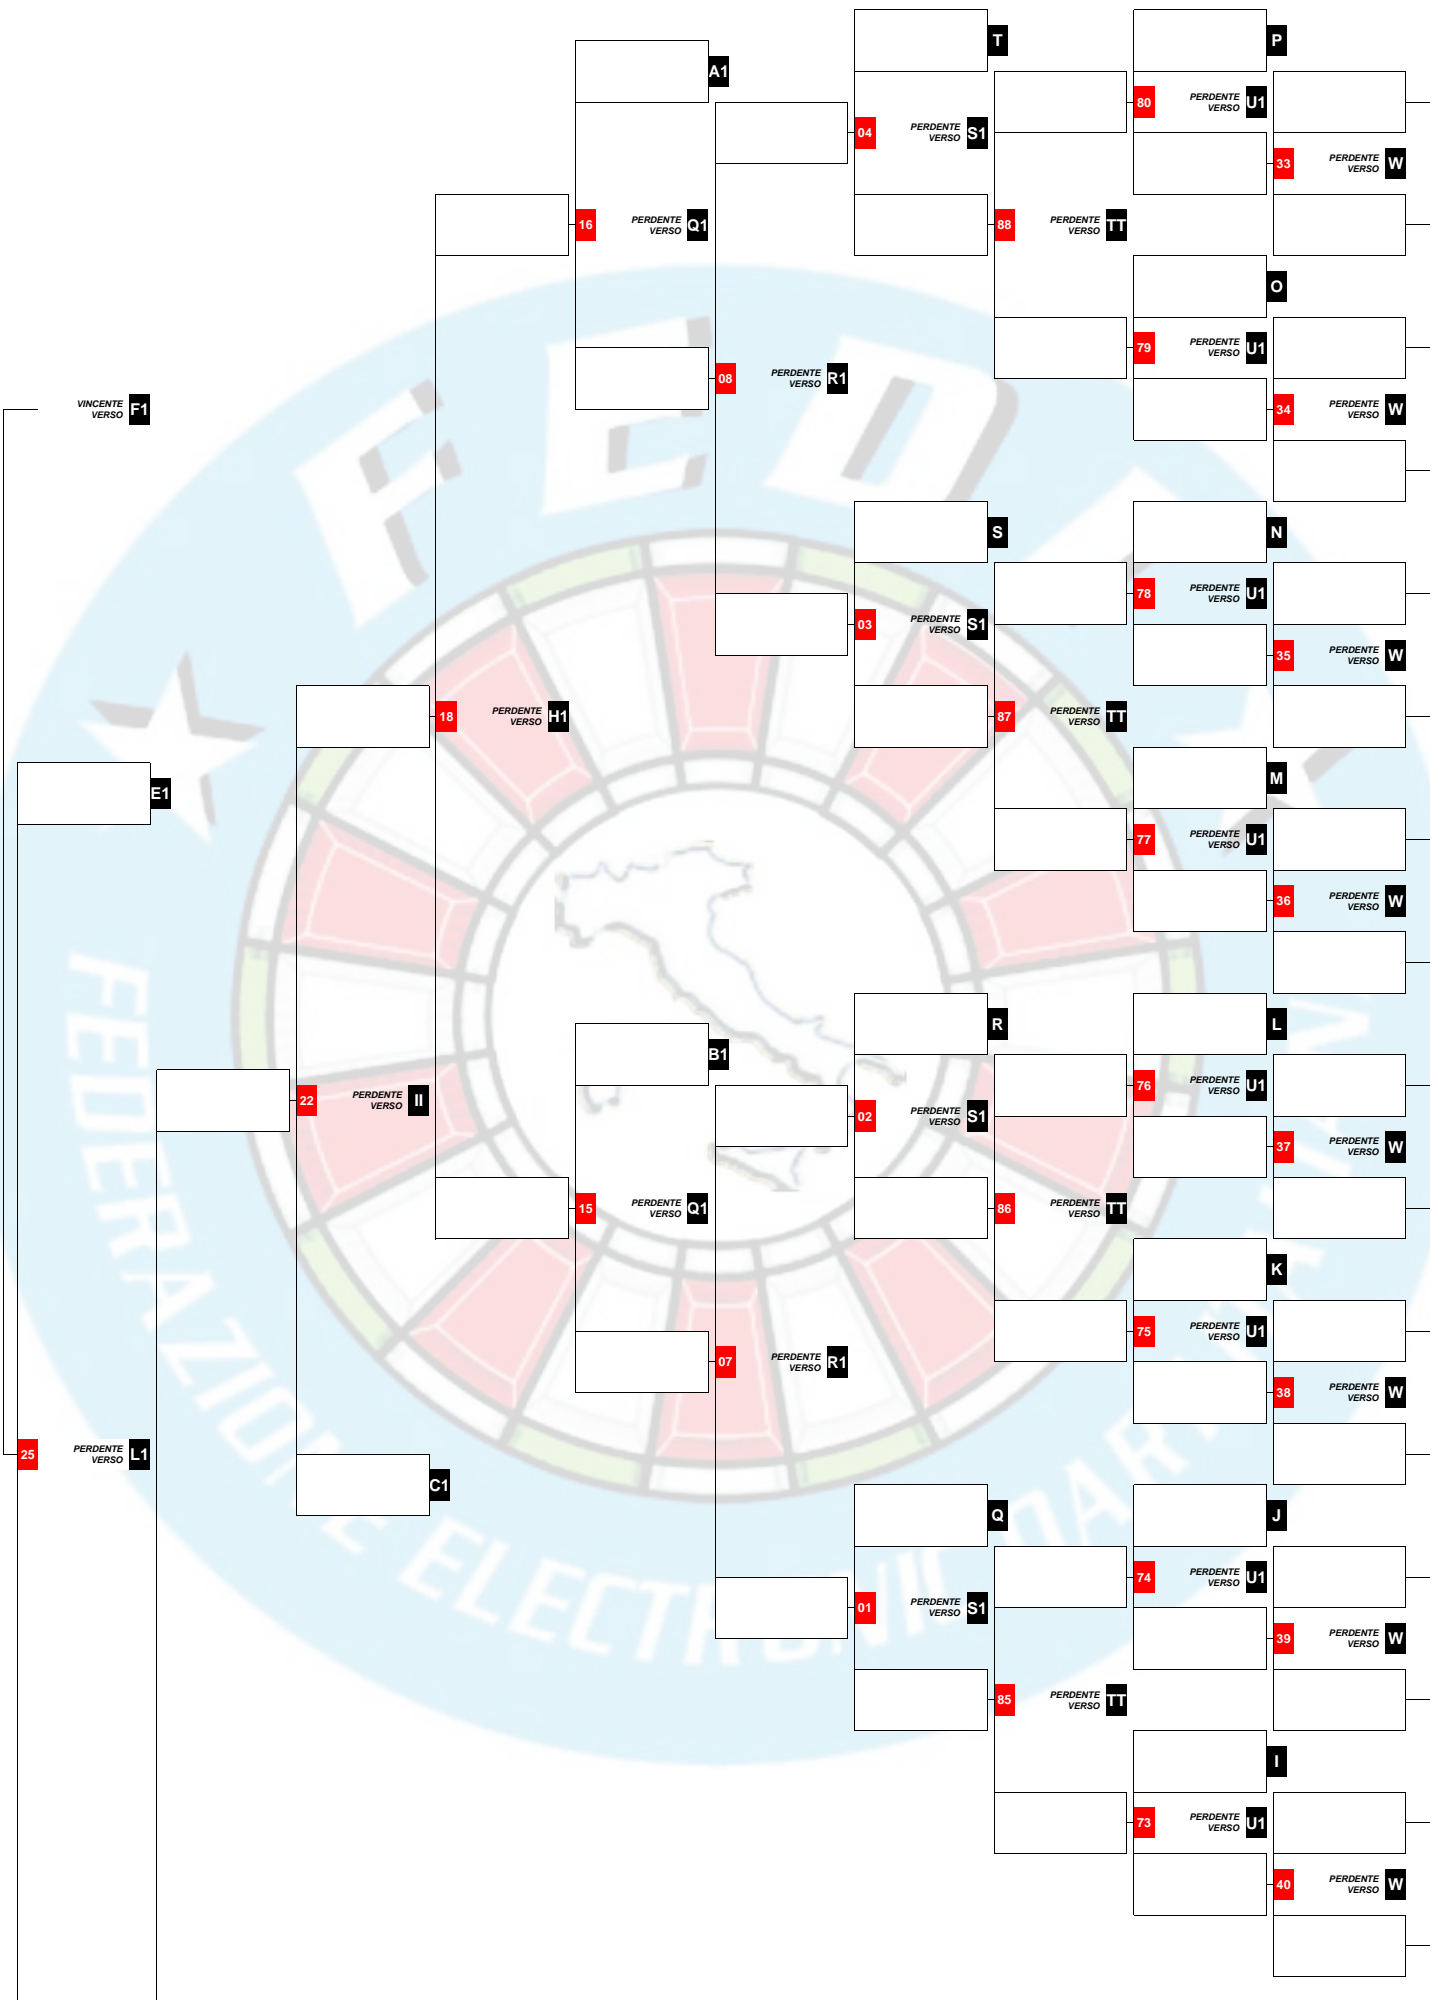 T
P
A1
80
PERDENTE
VERSO
U1
04
PERDENTE
VERSO
S1
33
PERDENTE
VERSO
W
16
PERDENTE
VERSO
Q1
88
PERDENTE
VERSO
TT
O
79
PERDENTE
VERSO
U1
08
PERDENTE
VERSO
R1
VINCENTE
VERSO
F1
34
PERDENTE
VERSO
W
S
N
78
PERDENTE
VERSO
U1
03
PERDENTE
VERSO
S1
35
PERDENTE
VERSO
W
18
PERDENTE
VERSO
H1
87
PERDENTE
VERSO
TT
M
E1
77
PERDENTE
VERSO
U1
36
PERDENTE
VERSO
W
R
L
B1
76
PERDENTE
VERSO
U1
22
PERDENTE
VERSO
II
02
PERDENTE
VERSO
S1
37
PERDENTE
VERSO
W
15
PERDENTE
VERSO
Q1
86
PERDENTE
VERSO
TT
K
75
PERDENTE
VERSO
U1
07
PERDENTE
VERSO
R1
38
PERDENTE
VERSO
W
25
PERDENTE
VERSO
L1
C1
Q
J
74
PERDENTE
VERSO
U1
01
PERDENTE
VERSO
S1
39
PERDENTE
VERSO
W
85
PERDENTE
VERSO
TT
I
73
PERDENTE
VERSO
U1
40
PERDENTE
VERSO
W
FEDERAZIONE ELECTRONIC